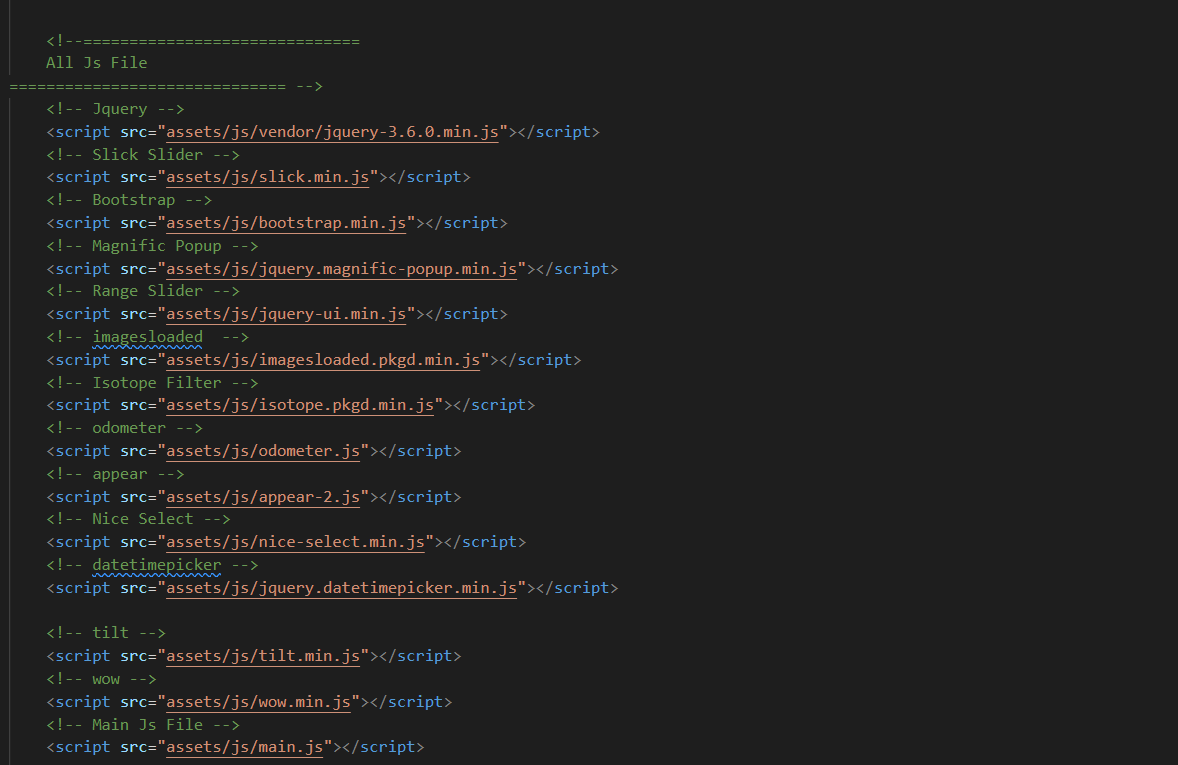 <!--==============================
All Js File
============================== -->
<!-- Jquery -->
<script src="assets/js/vendor/jquery-3.6.0.min.js"></script>
<!-- Slick Slider -->
<script src="assets/js/slick.min.js"></script>
<!-- Bootstrap -->
<script src="assets/js/bootstrap.min.js"></script>
<!-- Magnific Popup -->
<script src="assets/js/jquery.magnific-popup.min.js"></script>
<!-- Range Slider -->
<script src="assets/js/jquery-ui.min.js"></script>
<!-- imagesloaded  -->
<script src="assets/js/imagesloaded.pkgd.min.js"></script>
<!-- Isotope Filter -->
<script src="assets/js/isotope.pkgd.min.js"></script>
<!-- odometer -->
<script src="assets/js/odometer.js"></script>
<!-- appear -->
<script src="assets/js/appear-2.js"></script>
<!-- Nice Select -->
<script src="assets/js/nice-select.min.js"></script>
<!-- datetimepicker -->
<script src="assets/js/jquery.datetimepicker.min.js"></script>
<!-- tilt -->
<script src="assets/js/tilt.min.js"></script>
<!-- wow -->
<script src="assets/js/wow.min.js"></script>
<!-- Main Js File -->
<script src="assets/js/main.js"></script>